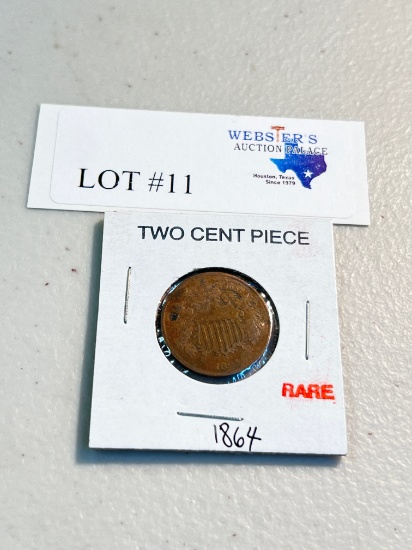 WEBSTER'S
AUCTION PALACE
Houston, Texas
Since 1979
LOT #11
TWO CENT PIECE
RARE
1864